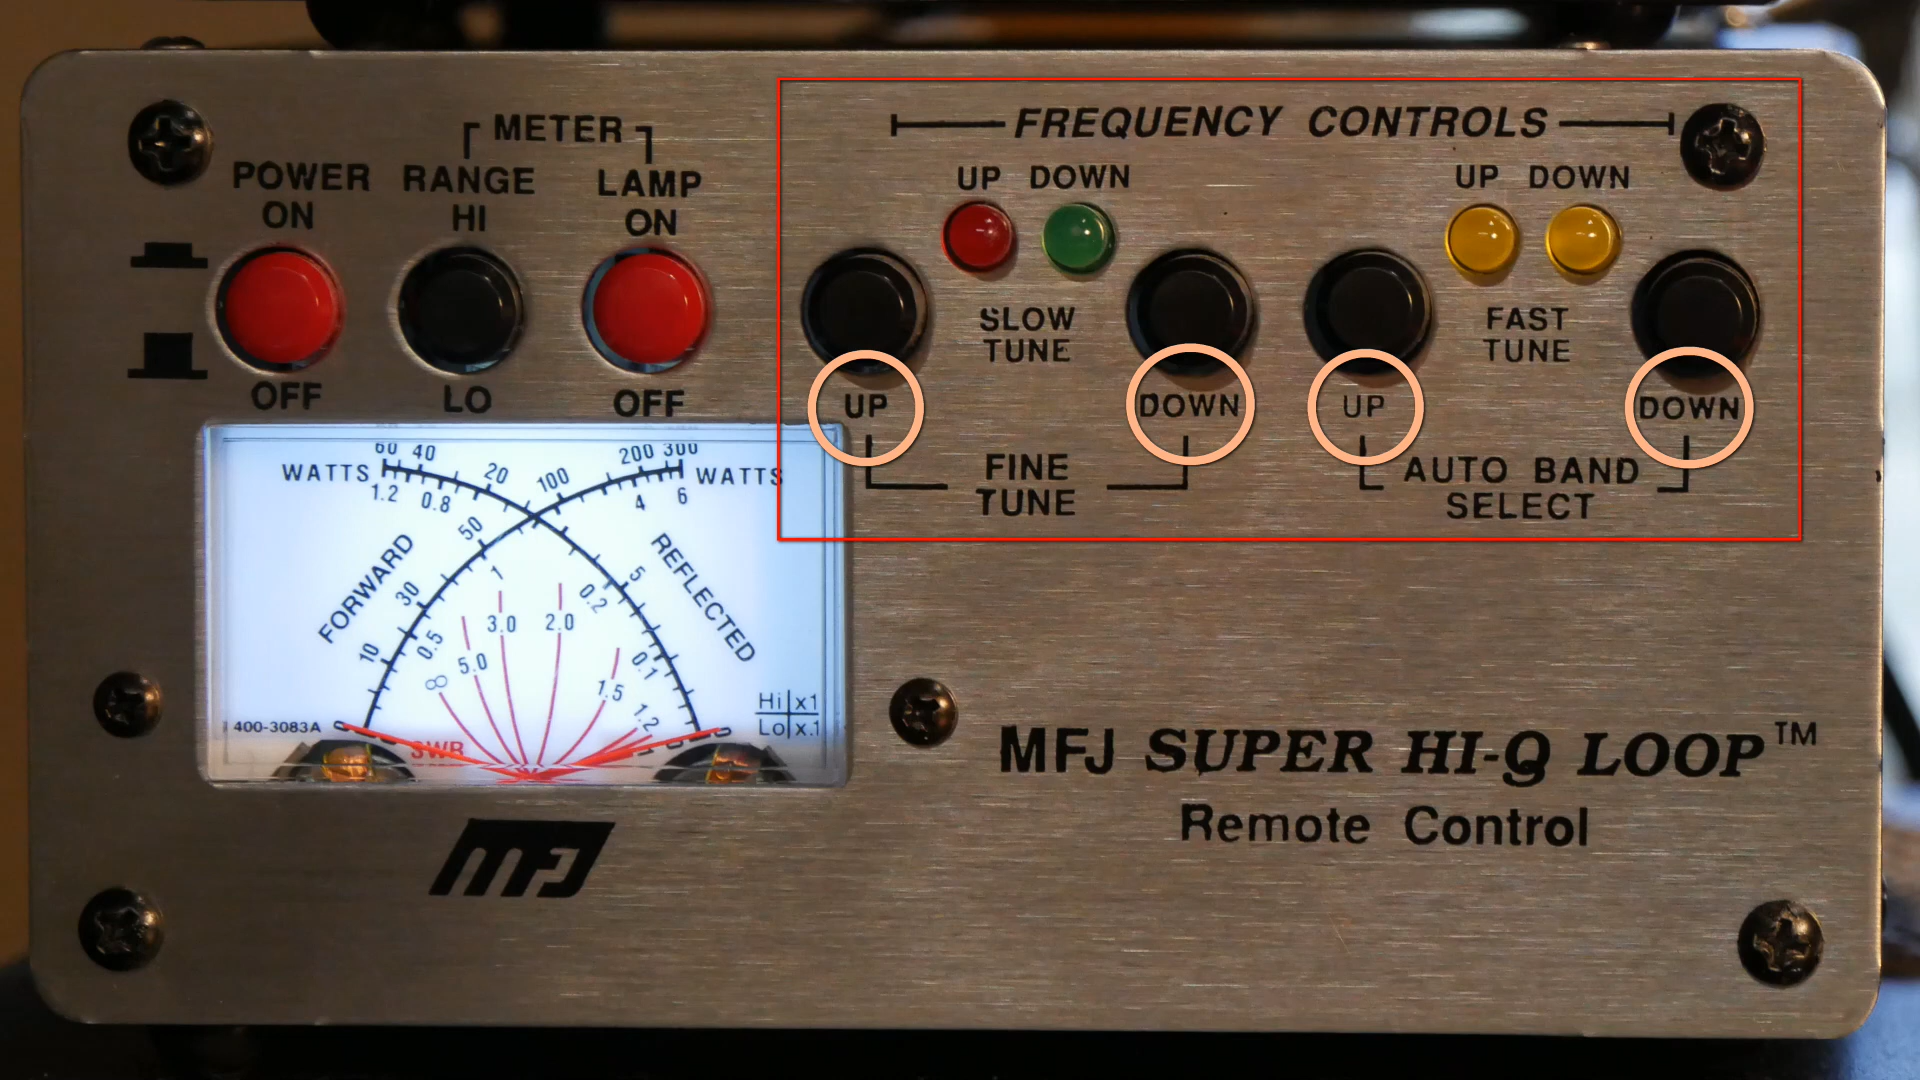 METER
POWER RANGE LAMP
ON HI ON
OFF LO OFF
FREQUENCY CONTROLS
UP DOWN UP DOWN
SLOW
TUNE
FAST
TUNE
UP DOWN UP DOWN
FINE
TUNE
AUTO BAND
SELECT
60 40 20 100 200 300
WATTS WATTS
1.2 0.8 4 6
50 1 5 0.2
FORWARD REFLECTED
30 0.5 10 0.1
∞ 5.0 3.0 2.0 1.5 1.2 1
Hi x1
Lo x.1
400-3083A 0 0
SWR
MFJ
MFJ SUPER HI-Q LOOP™
Remote Control